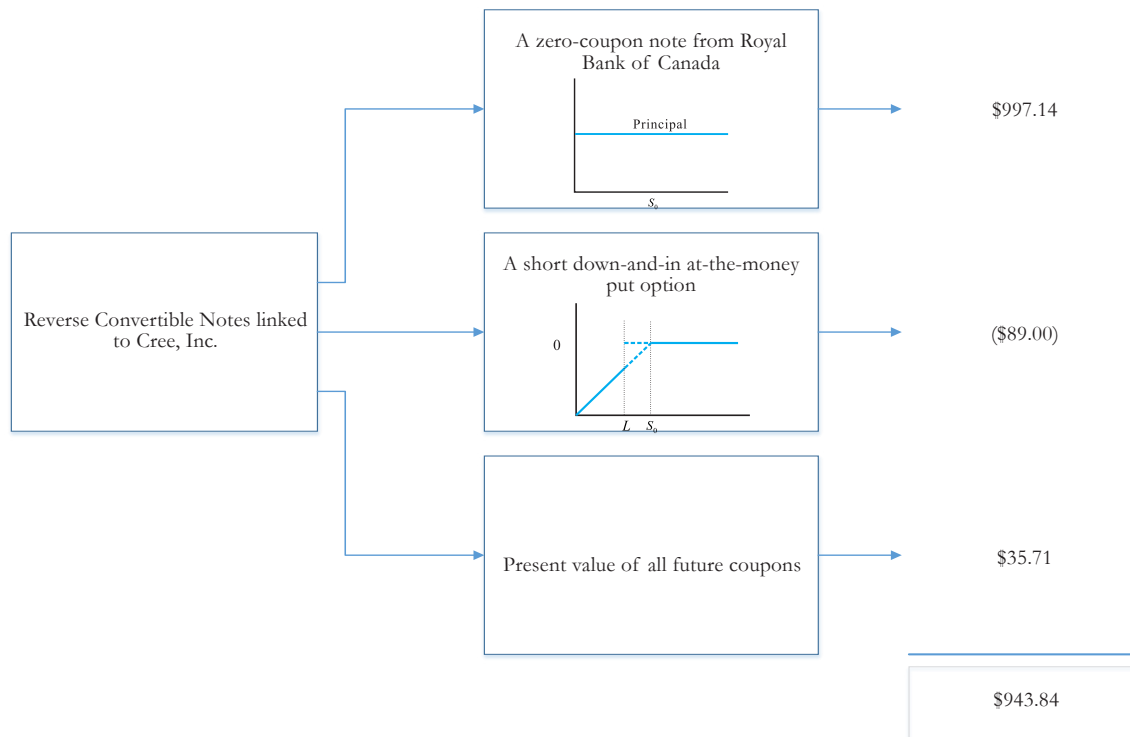 A zero-coupon note from Royal
Bank of Canada
Principal
S₀
$997.14
Reverse Convertible Notes linked
to Cree, Inc.
A short down-and-in at-the-money
put option
0
L
S₀
($89.00)
Present value of all future coupons
$35.71
$943.84